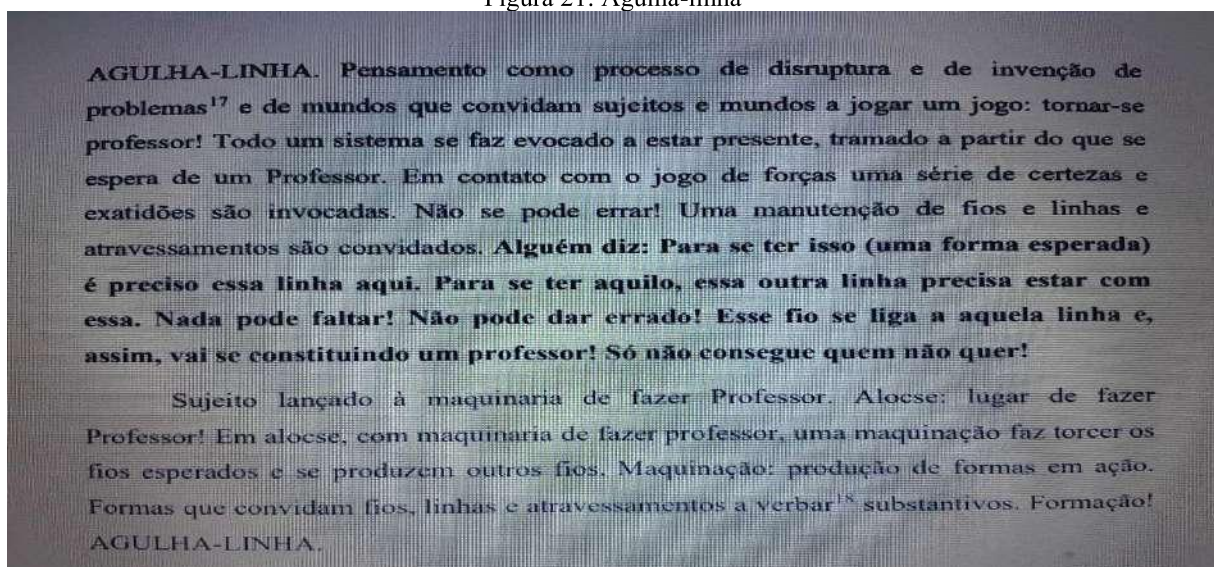 Figura 21: Agulha-linha
AGULHA-LINHA. Pensamento como processo de disruptura e de invenção de
problemas¹⁷ e de mundos que convidam sujeitos e mundos a jogar um jogo: tornar-se
professor! Todo um sistema se faz evocado a estar presente, tramado a partir do que se
espera de um Professor. Em contato com o jogo de forças uma série de certezas e
exatidões são invocadas. Não se pode errar! Uma manutenção de fios e linhas e
atravessamentos são convidados. Alguém diz: Para se ter isso (uma forma esperada)
é preciso essa linha aqui. Para se ter aquilo, essa outra linha precisa estar com
essa. Nada pode faltar! Não pode dar errado! Esse fio se liga a aquela linha e,
assim, vai se constituindo um professor! Só não consegue quem não quer!
Sujeito lançado à maquinaria de fazer Professor. Alocse: lugar de fazer
Professor! Em alocse, com maquinaria de fazer professor, uma maquinação faz torcer os
fios esperados e se produzem outros fios. Maquinação: produção de formas em ação.
Formas que convidam fios, linhas e atravessamentos a verbar¹⁸ substantivos. Formação!
AGULHA-LINHA.